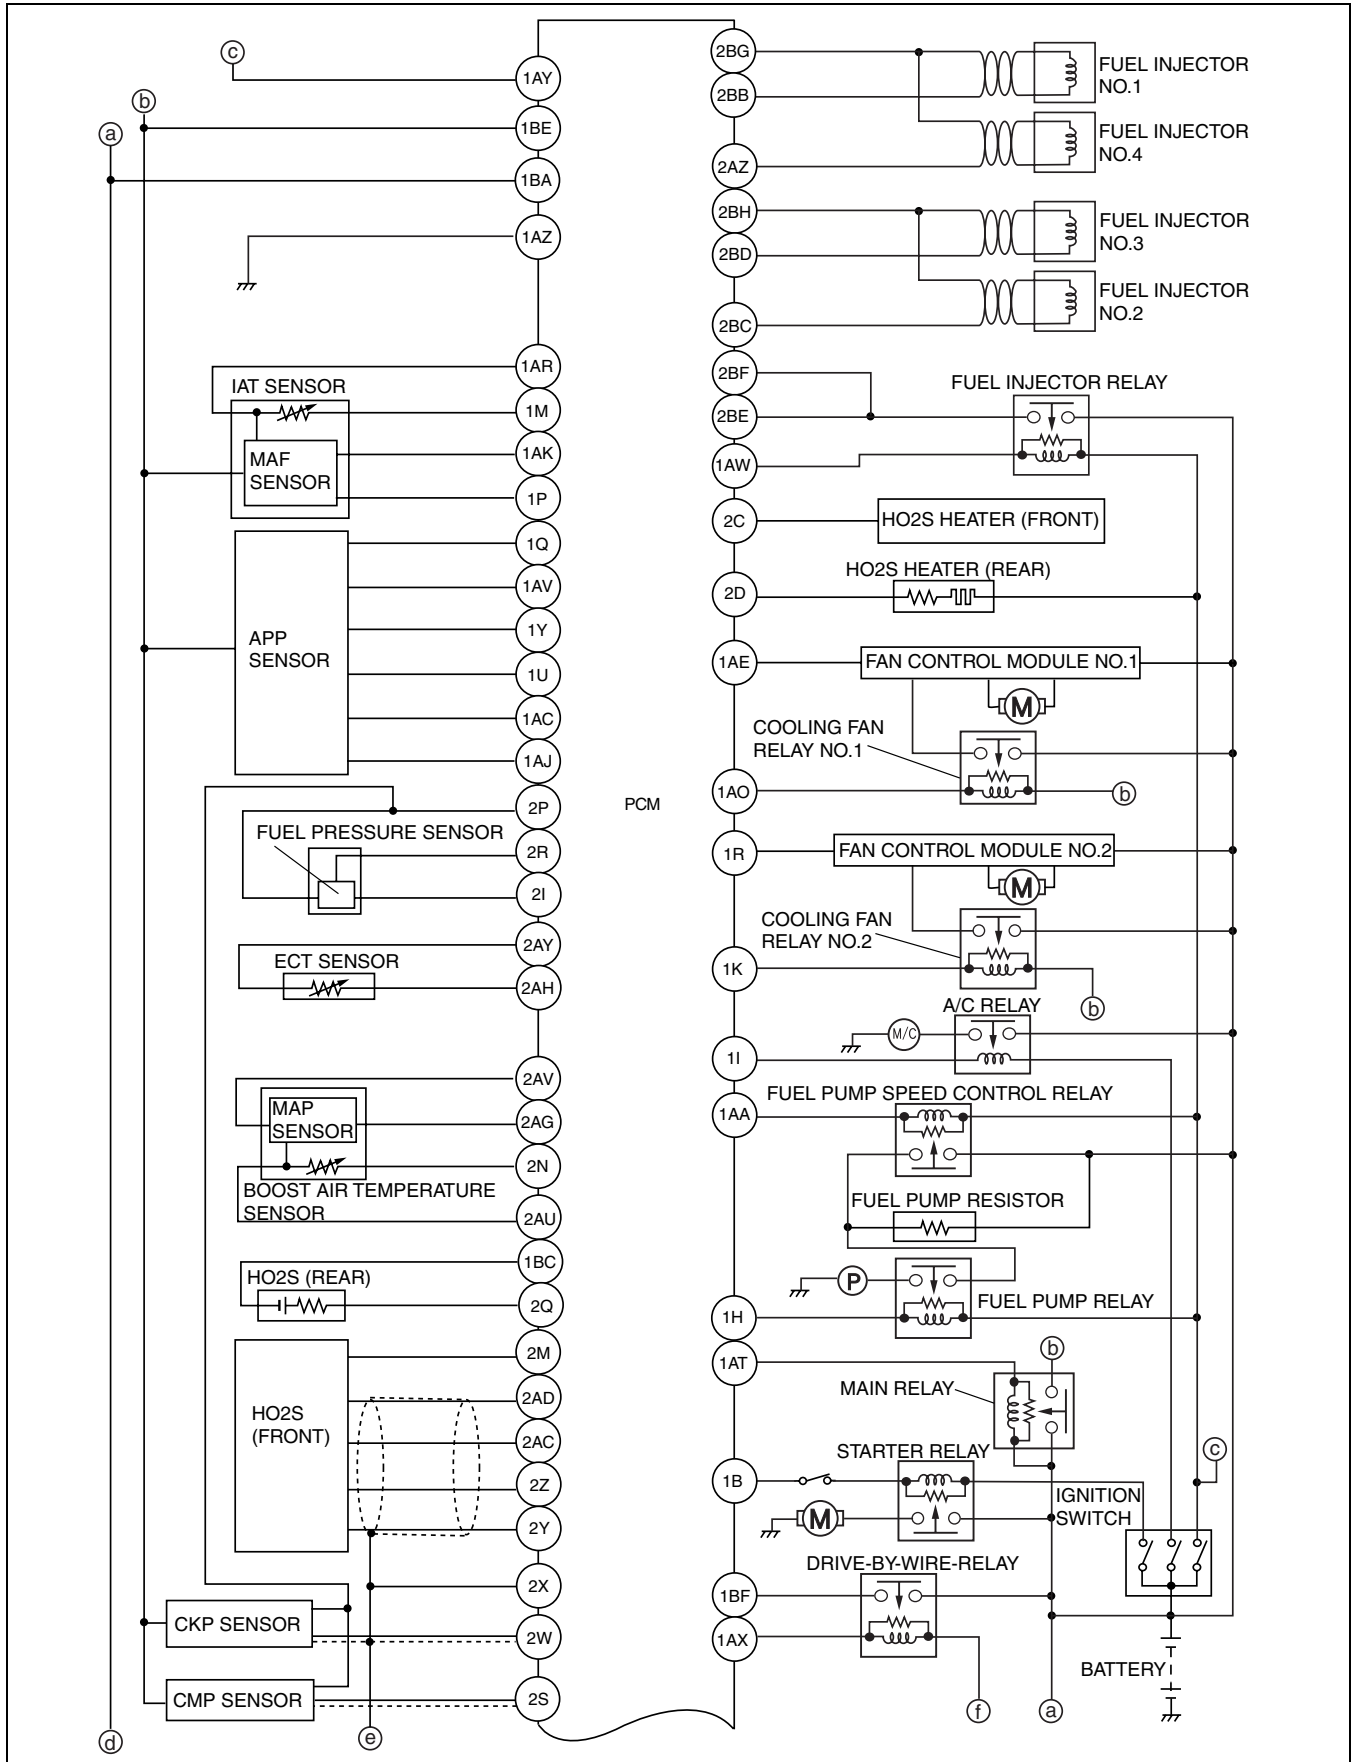 c
b
a
1AY
1BE
1BA
1AZ
1AR
IAT SENSOR
1M
MAF
SENSOR
1AK
1P
1Q
1AV
APP
SENSOR
1Y
1U
1AC
1AJ
2P
FUEL PRESSURE SENSOR
2R
2I
2AY
ECT SENSOR
2AH
2AV
MAP
SENSOR
2AG
2N
BOOST AIR TEMPERATURE
SENSOR
2AU
1BC
HO2S (REAR)
2Q
2M
HO2S
(FRONT)
2AD
2AC
2Z
2Y
2X
CKP SENSOR
2W
CMP SENSOR
2S
d
e
PCM
2BG
FUEL INJECTOR
NO.1
2BB
FUEL INJECTOR
NO.4
2AZ
2BH
FUEL INJECTOR
NO.3
2BD
FUEL INJECTOR
NO.2
2BC
2BF
FUEL INJECTOR RELAY
2BE
1AW
2C
HO2S HEATER (FRONT)
HO2S HEATER (REAR)
2D
1AE
FAN CONTROL MODULE NO.1
M
COOLING FAN
RELAY NO.1
1AO
b
1R
FAN CONTROL MODULE NO.2
M
COOLING FAN
RELAY NO.2
1K
b
A/C RELAY
M/C
1I
FUEL PUMP SPEED CONTROL RELAY
1AA
FUEL PUMP RESISTOR
P
FUEL PUMP RELAY
1H
1AT
b
MAIN RELAY
c
STARTER RELAY
1B
IGNITION
SWITCH
M
DRIVE-BY-WIRE-RELAY
1BF
1AX
BATTERY
f
a